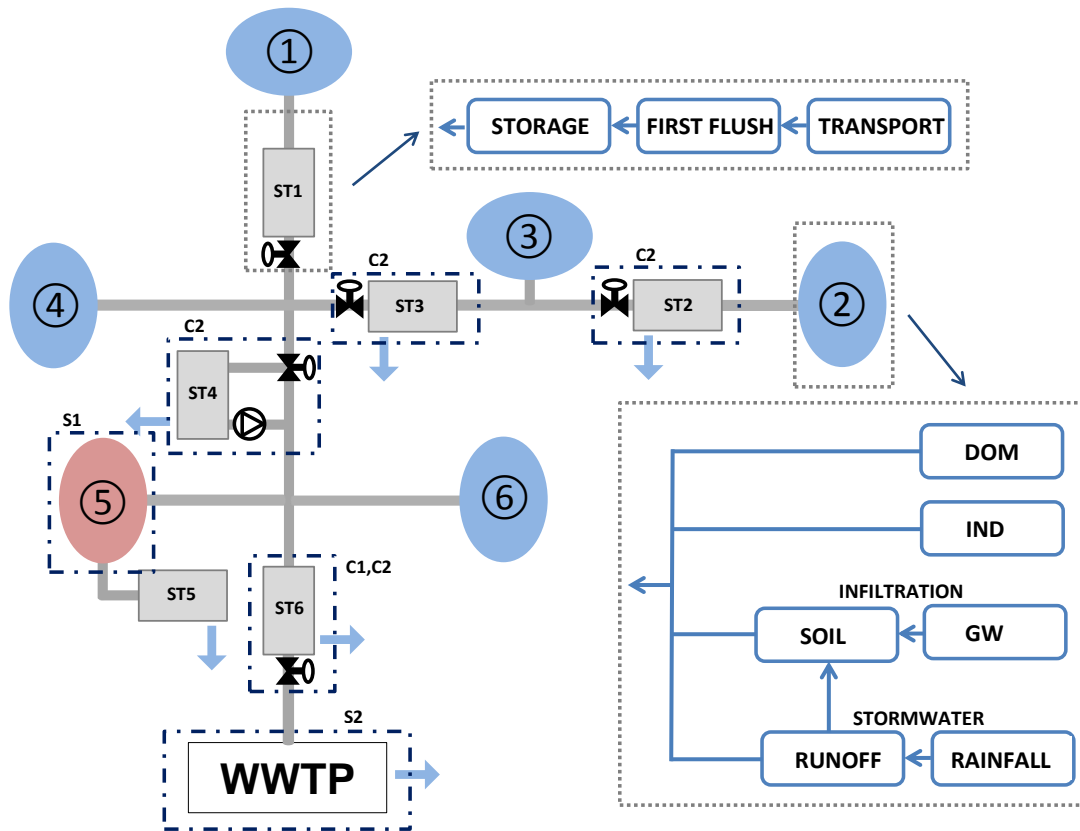 ①
STORAGE
FIRST FLUSH
TRANSPORT
ST1
③
C2
C2
④
ST3
ST2
②
C2
ST4
S1
⑤
⑥
DOM
IND
INFILTRATION
SOIL
GW
STORMWATER
RUNOFF
RAINFALL
C1,C2
ST5
ST6
S2
WWTP